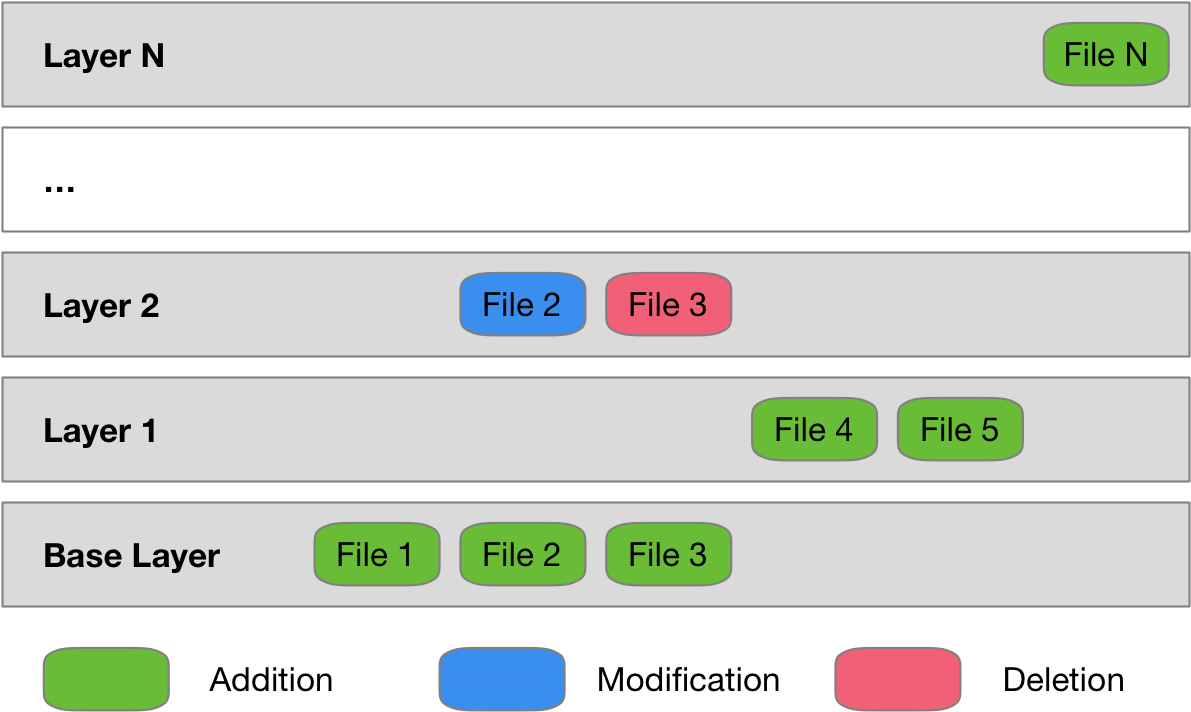 Layer N File N
...
Layer 2 File 2 File 3
Layer 1 File 4 File 5
Base Layer File 1 File 2 File 3
Addition Modification Deletion